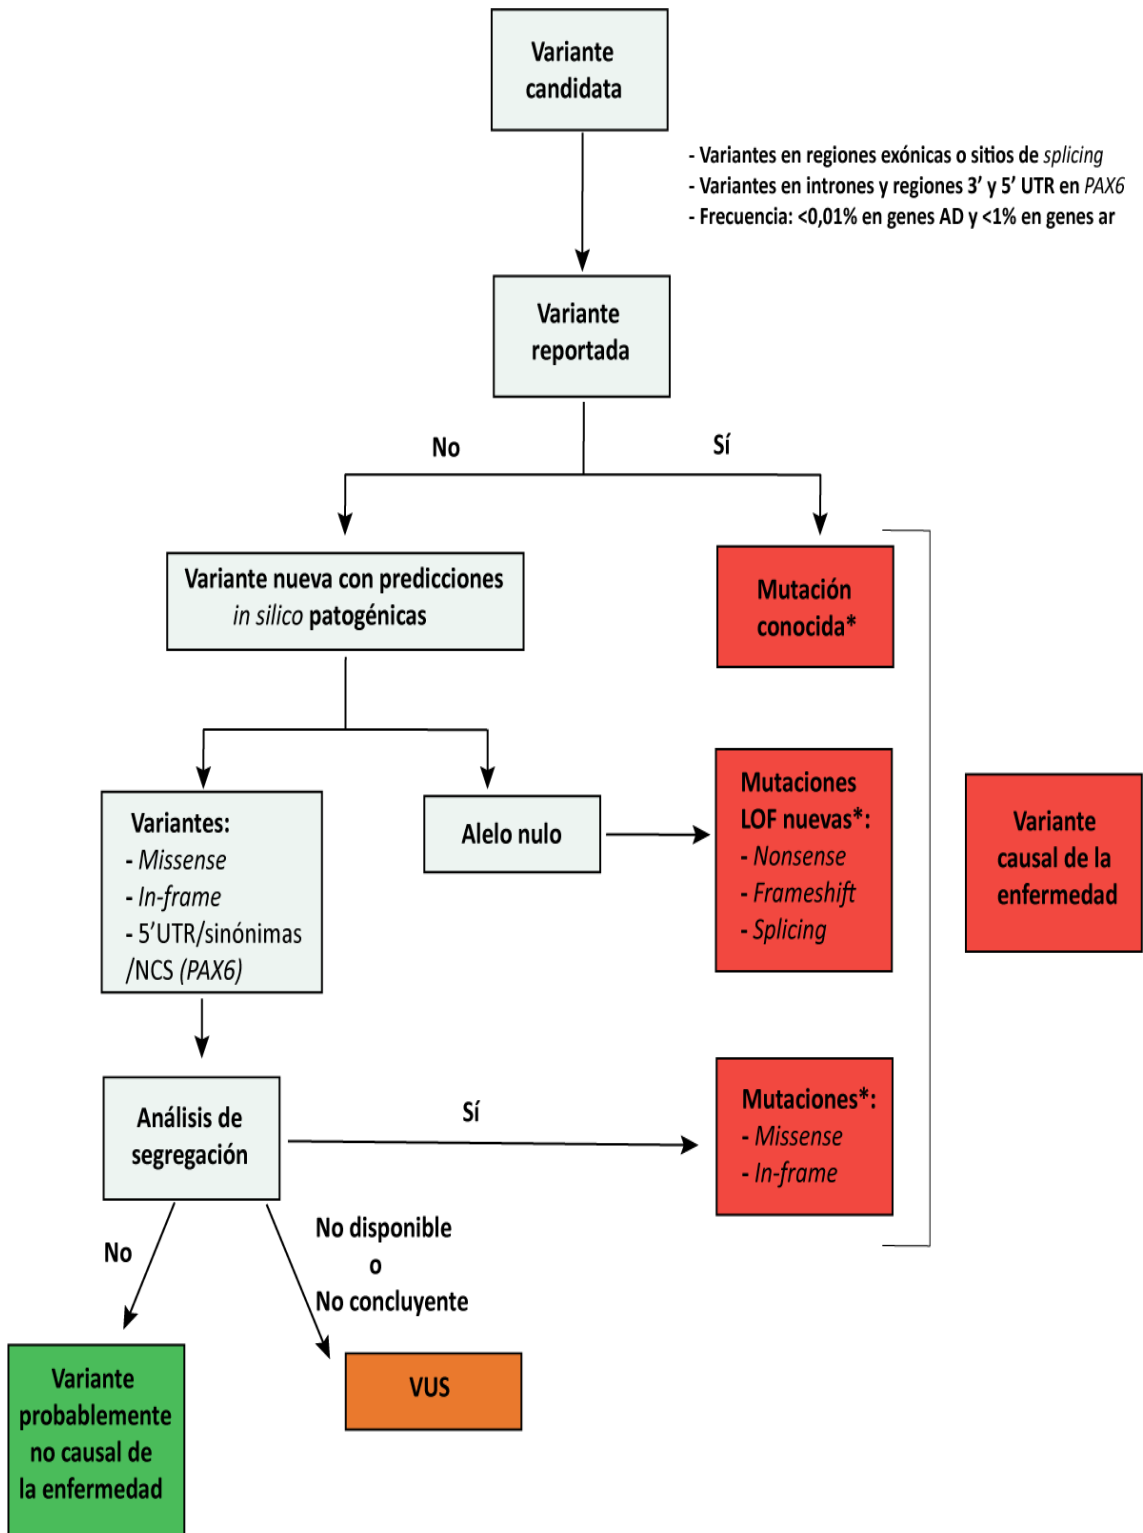 Variante
candidata
- Variantes en regiones exónicas o sitios de splicing
- Variantes en intrones y regiones 3’ y 5’ UTR en PAX6
- Frecuencia: <0,01% en genes AD y <1% en genes ar
Variante
reportada
No
Sí
Variante nueva con predicciones
in silico patogénicas
Mutación
conocida*
Variantes:
- Missense
- In-frame
- 5’UTR/sinónimas
/NCS (PAX6)
Alelo nulo
Mutaciones
LOF nuevas*:
- Nonsense
- Frameshift
- Splicing
Variante
causal de la
enfermedad
Análisis de
segregación
Sí
Mutaciones*:
- Missense
- In-frame
No
No disponible
o
No concluyente
Variante
probablemente
no causal de
la enfermedad
VUS